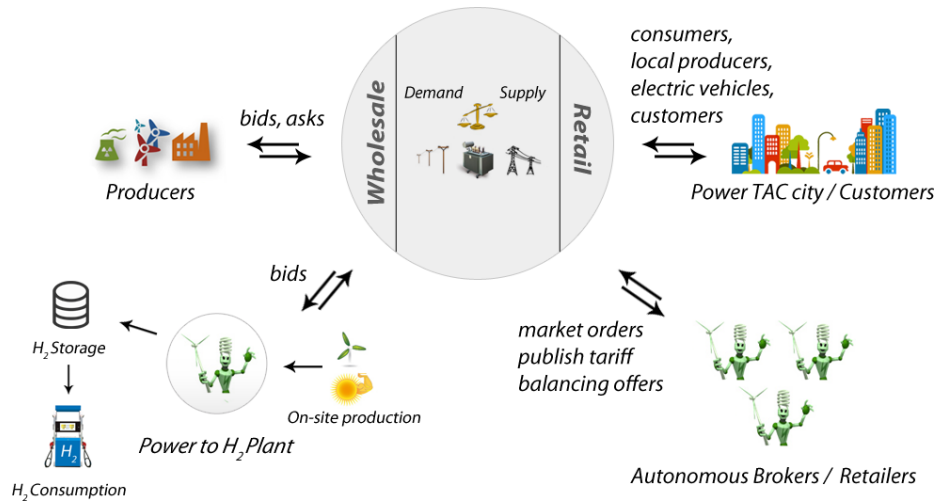 consumers,
local producers,
electric vehicles,
customers
Demand Supply
Wholesale
Retail
bids, asks
Producers
Power TAC city / Customers
bids
H₂ Storage
market orders
publish tariff
balancing offers
On-site production
Power to H₂ Plant
H₂
H₂ Consumption
Autonomous Brokers / Retailers